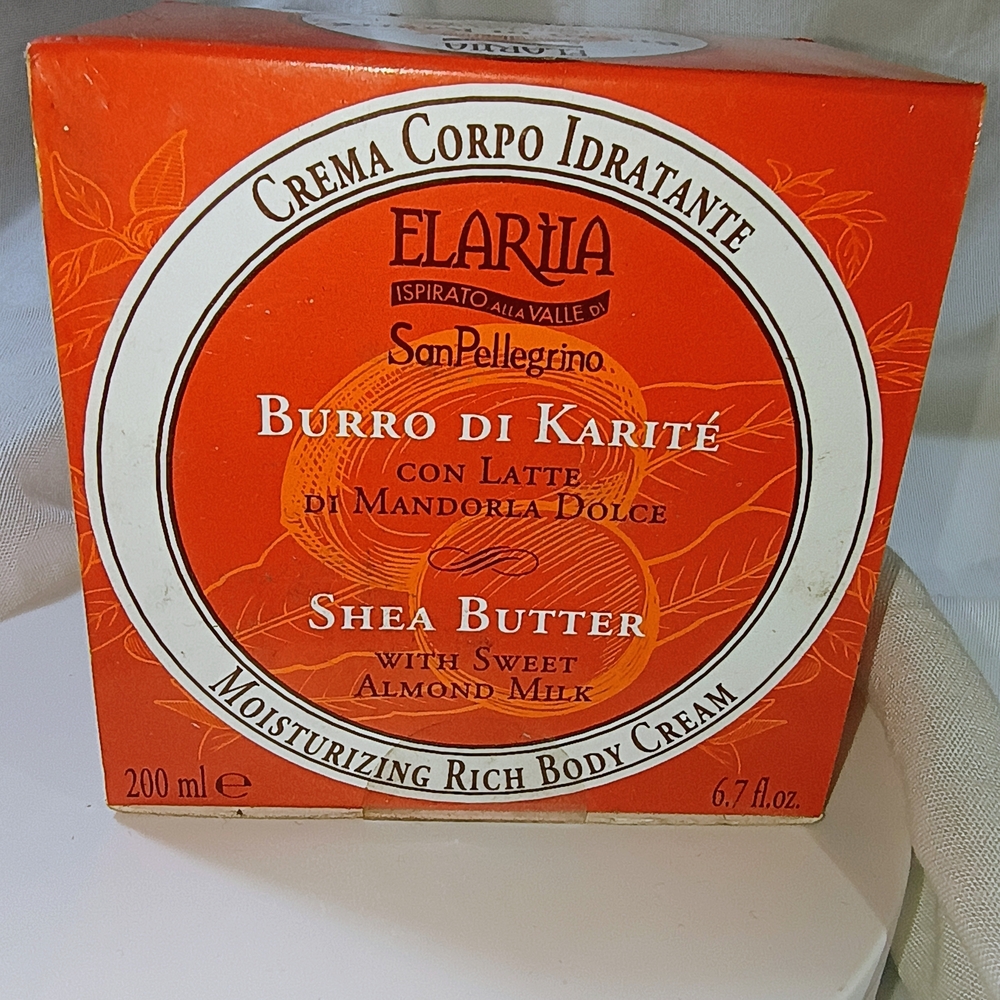 CREMA CORPO IDRATANTE
ELARÌIA
ISPIRATO ALLA VALLE DI
SanPellegrino
BURRO DI KARITÉ
CON LATTE
DI MANDORLA DOLCE
SHEA BUTTER
WITH SWEET
ALMOND MILK
MOISTURIZING RICH BODY CREAM
200 ml ℮
6.7 fl.oz.